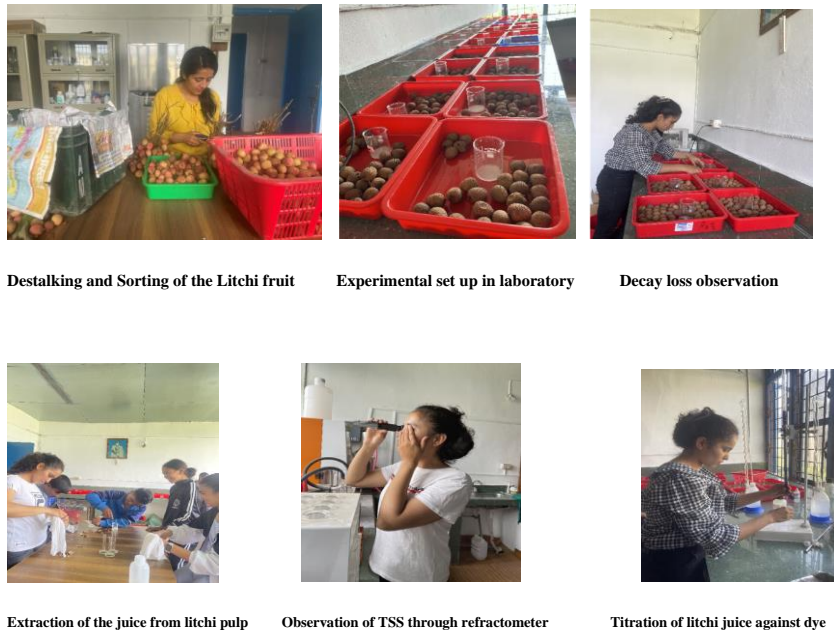 Destalking and Sorting of the Litchi fruit
Experimental set up in laboratory
Decay loss observation
Extraction of the juice from litchi pulp
Observation of TSS through refractometer
Titration of litchi juice against dye